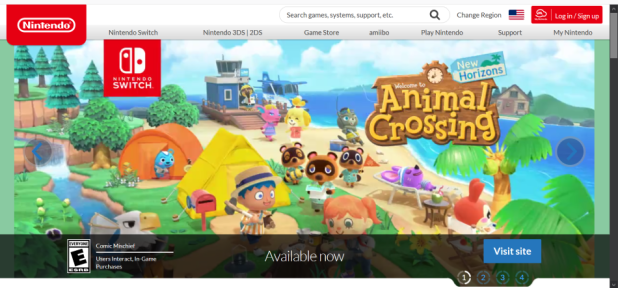 Nintendo
Search games, systems, support, etc.
Change Region
Log in / Sign up
Nintendo Switch
Nintendo 3DS | 2DS
Game Store
amiibo
Play Nintendo
Support
My Nintendo
NINTENDO
SWITCH
Welcome to
Animal
Crossing
New
Horizons
EVERYONE
E
ESRB
Comic Mischief
Users Interact, In-Game
Purchases
Available now
Visit site
1 2 3 4